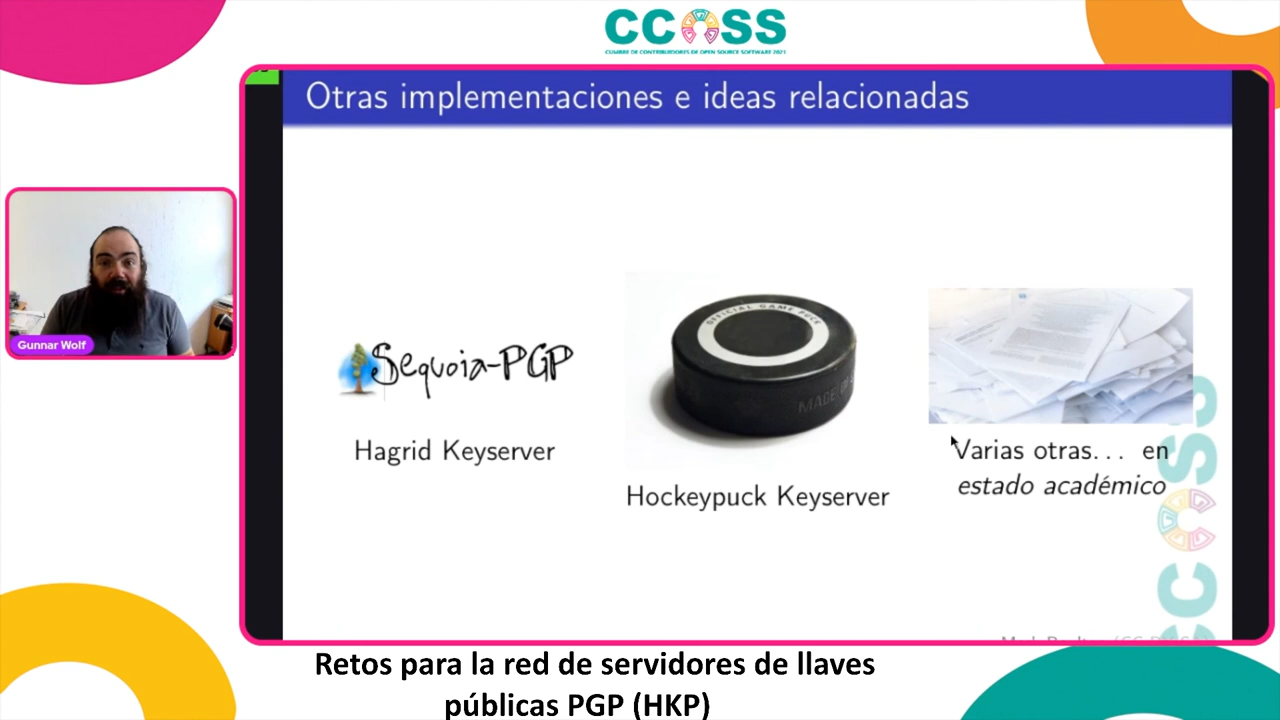 CCOSS
CUMBRE DE CONTRIBUIDORES DE OPEN SOURCE SOFTWARE 2021
Otras implementaciones e ideas relacionadas
Gunnar Wolf
Sequoia-PGP
Hagrid Keyserver
OFFICIAL GAME PUCK
MADE
Hockeypuck Keyserver
Varias otras... en
estado académico
CCOSS
Retos para la red de servidores de llaves
públicas PGP (HKP)